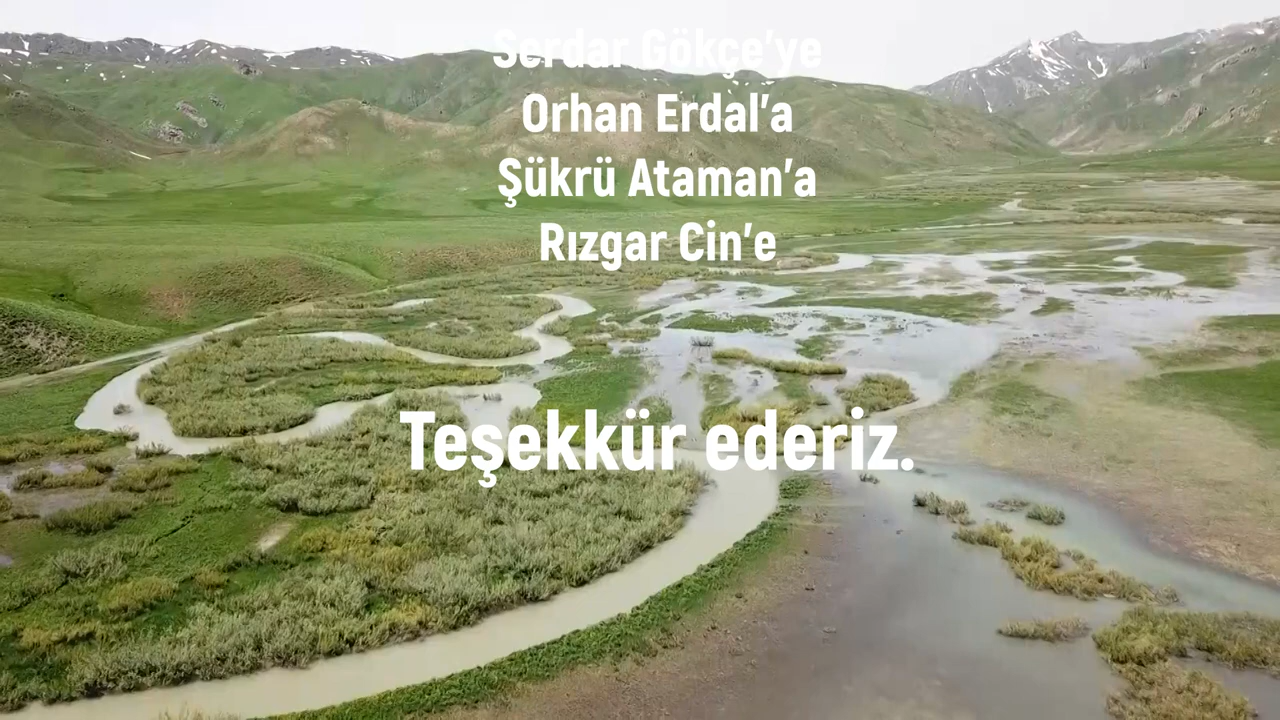 Serdar Gökçe'ye
Orhan Erdal'a
Şükrü Ataman'a
Rızgar Cin'e
Teşekkür ederiz.